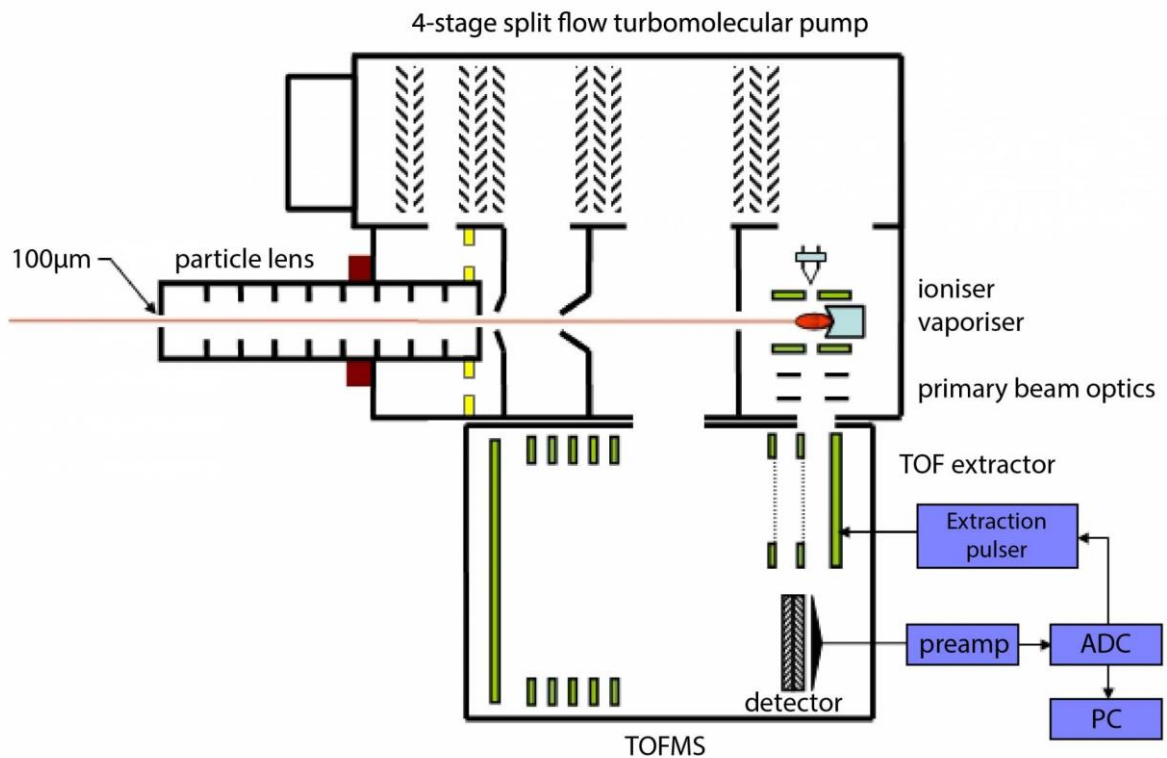 4-stage split flow turbomolecular pump
100µm
particle lens
ioniser
vaporiser
primary beam optics
TOF extractor
Extraction
pulser
preamp
ADC
detector
PC
TOFMS